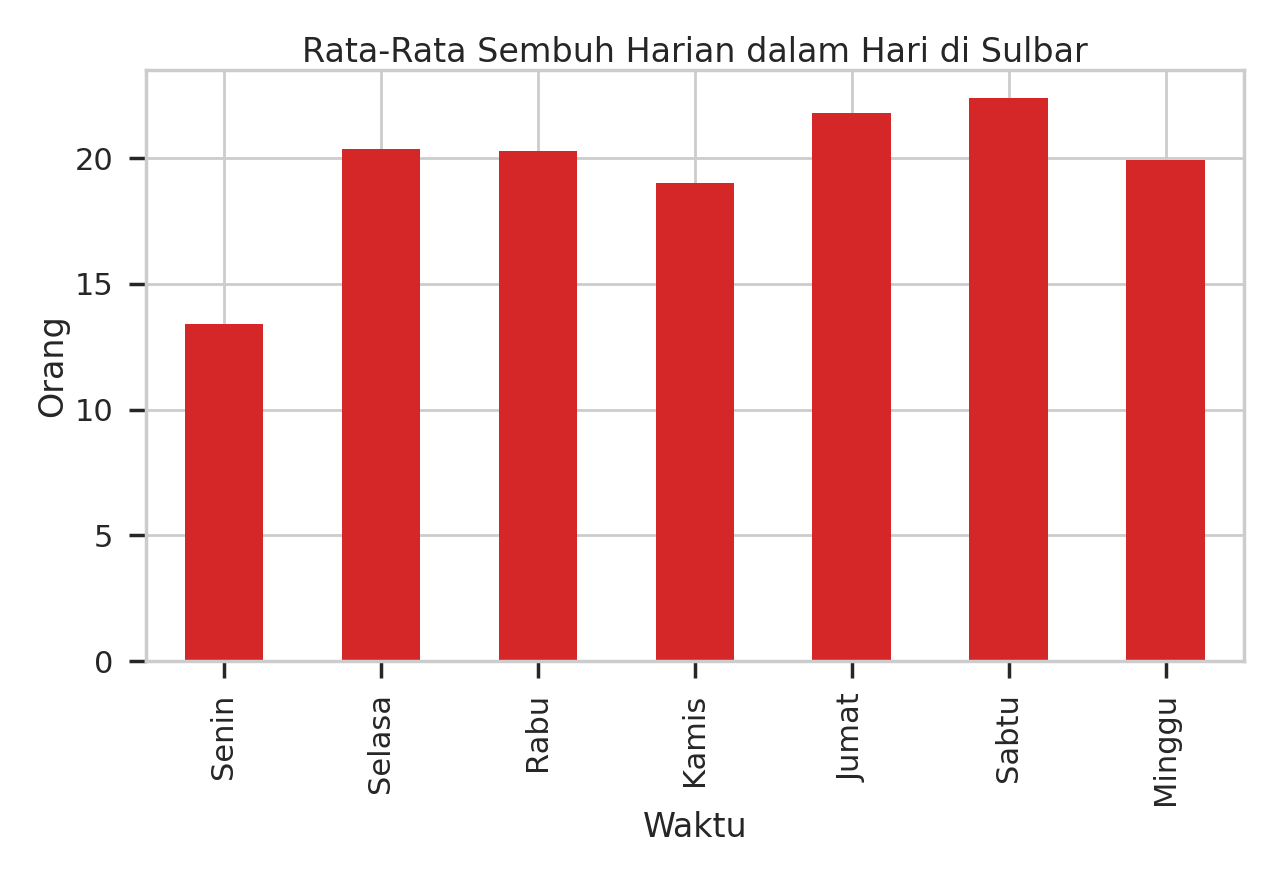 Rata-Rata Sembuh Harian dalam Hari di Sulbar
Orang
20
15
10
5
0
Senin
Selasa
Rabu
Kamis
Jumat
Sabtu
Minggu
Waktu